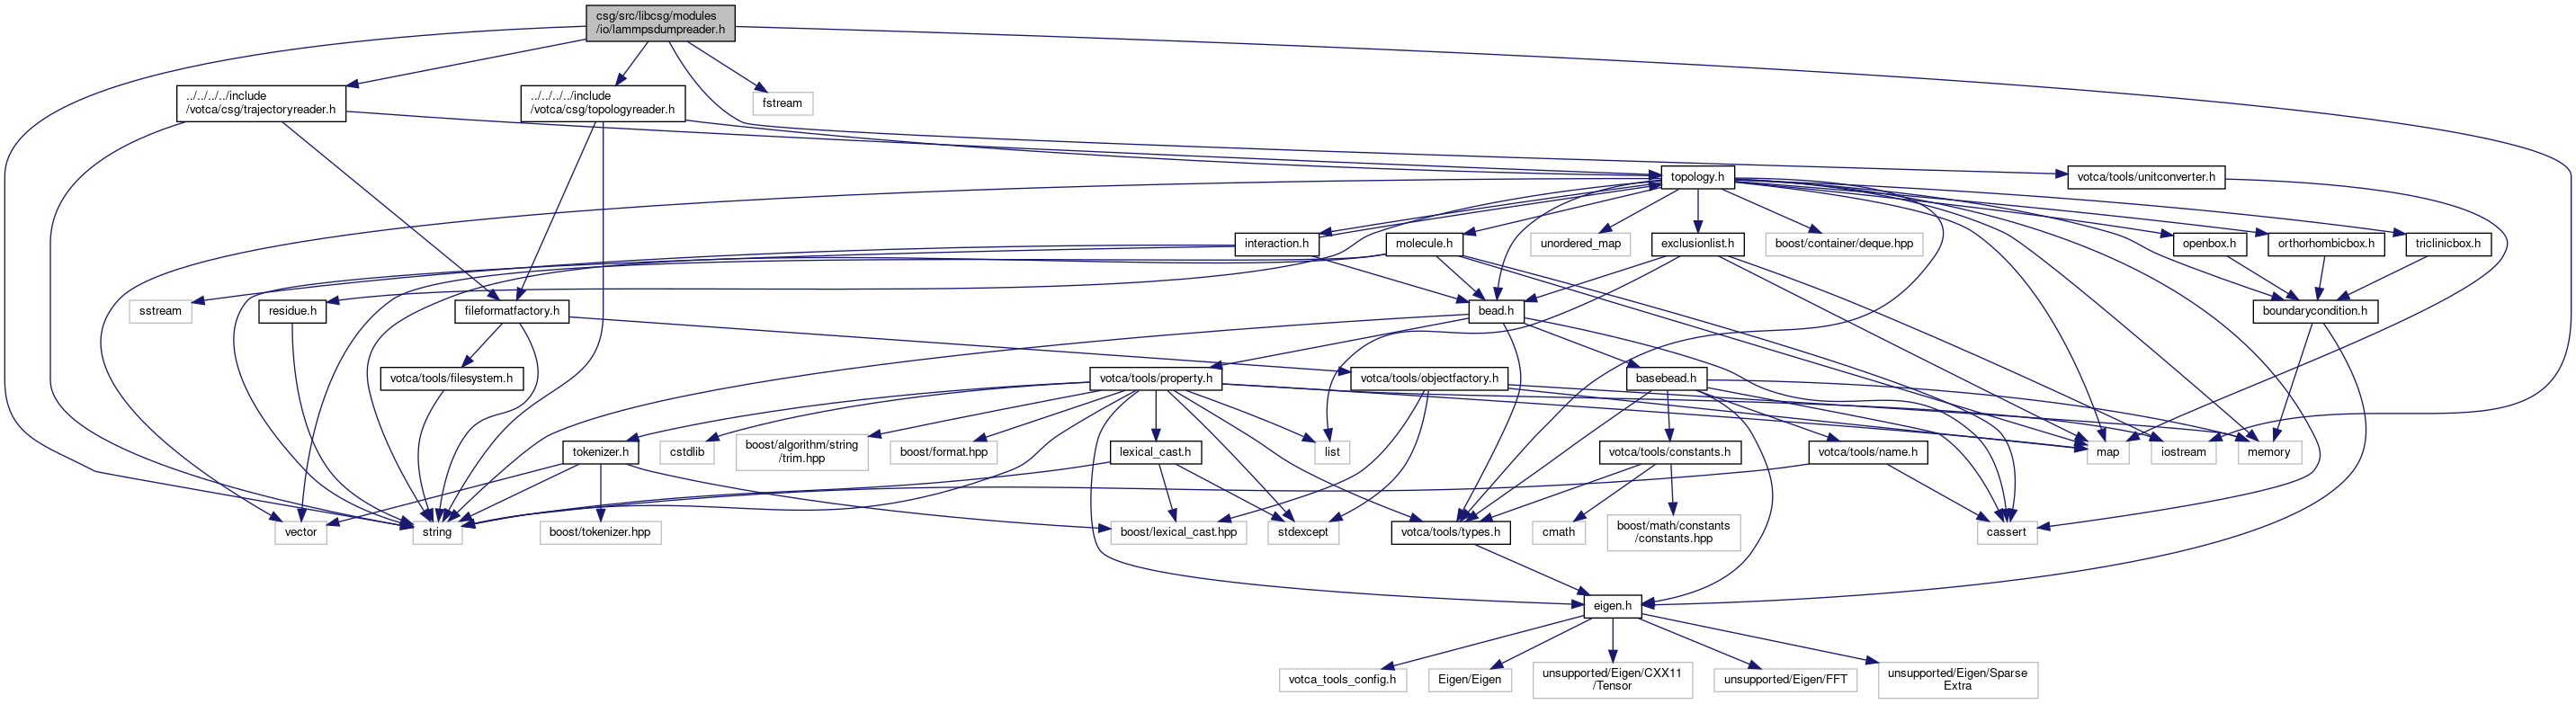 csg/src/libcsg/modules
/io/lammpsdumpreader.h
../../../../include
/votca/csg/trajectoryreader.h
../../../../include
/votca/csg/topologyreader.h
fstream
topology.h
votca/tools/unitconverter.h
interaction.h
molecule.h
unordered_map
exclusionlist.h
boost/container/deque.hpp
openbox.h
orthorhombicbox.h
triclinicbox.h
sstream
residue.h
fileformatfactory.h
bead.h
boundarycondition.h
votca/tools/filesystem.h
votca/tools/property.h
votca/tools/objectfactory.h
basebead.h
tokenizer.h
cstdlib
boost/algorithm/string
/trim.hpp
boost/format.hpp
lexical_cast.h
list
votca/tools/constants.h
votca/tools/name.h
map
iostream
memory
vector
string
boost/tokenizer.hpp
boost/lexical_cast.hpp
stdexcept
votca/tools/types.h
cmath
boost/math/constants
/constants.hpp
cassert
eigen.h
votca_tools_config.h
Eigen/Eigen
unsupported/Eigen/CXX11
/Tensor
unsupported/Eigen/FFT
unsupported/Eigen/Sparse
Extra